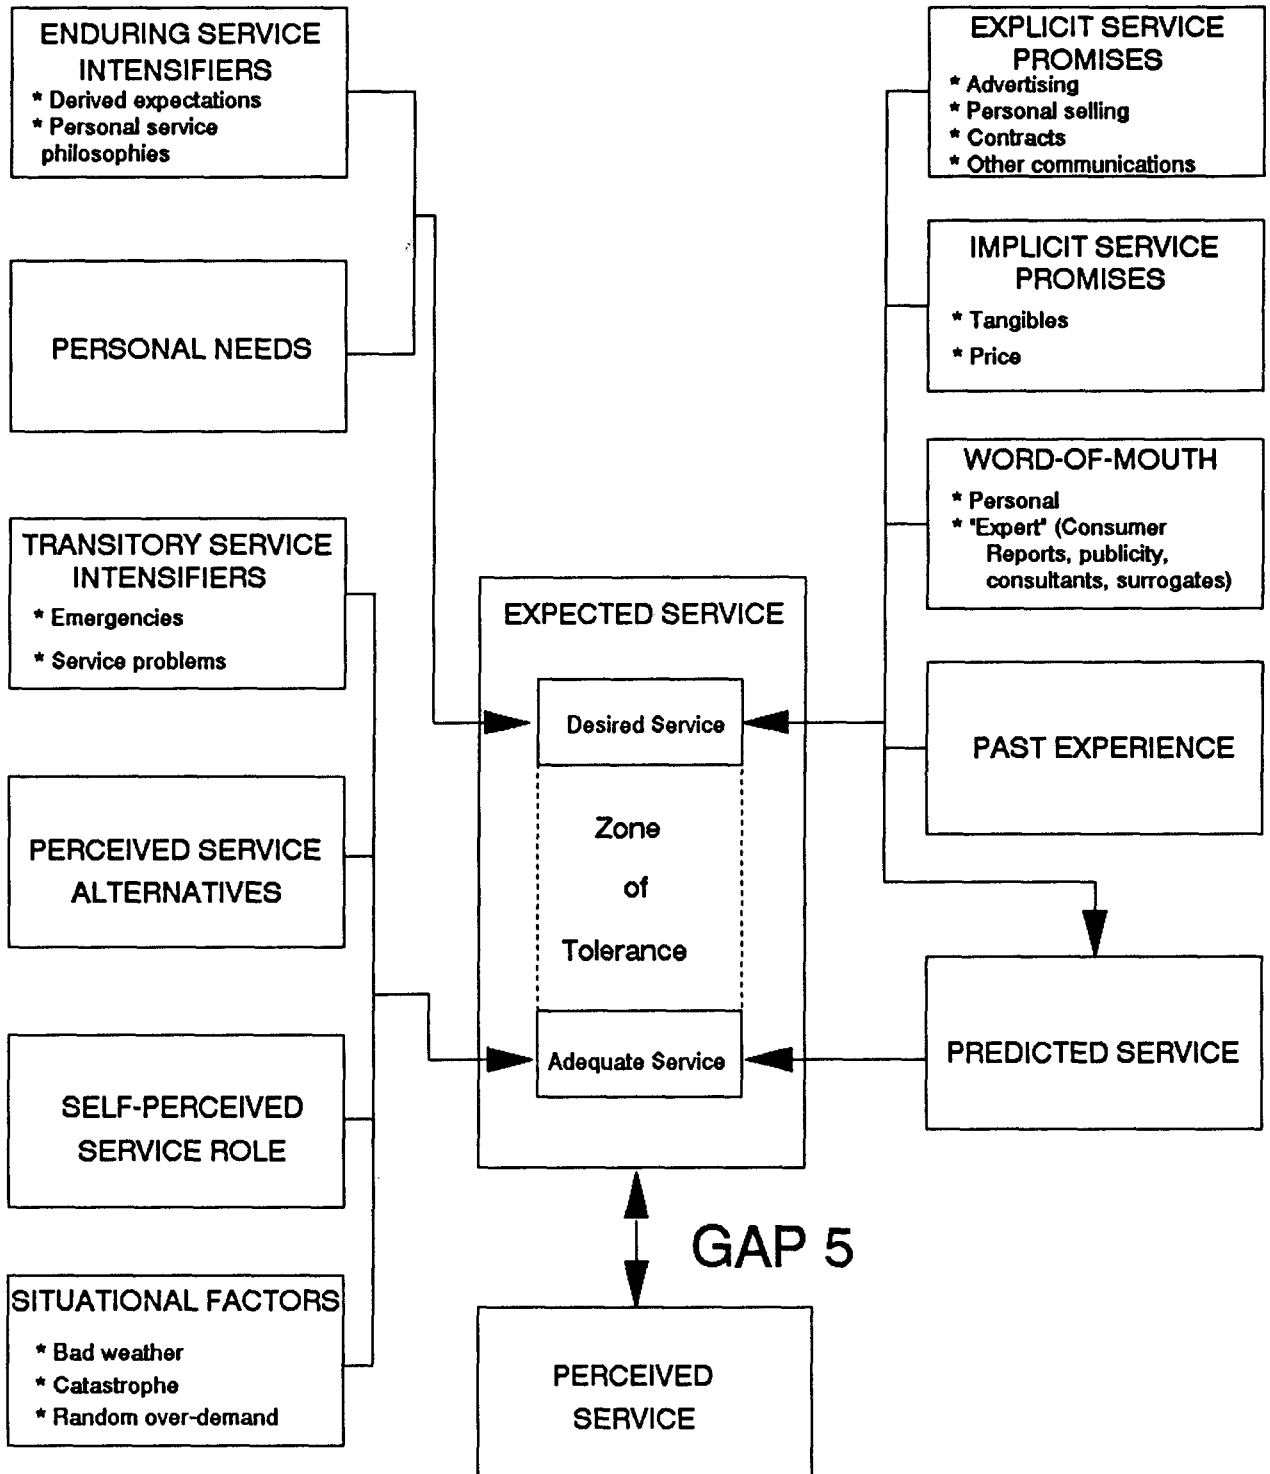 ENDURING SERVICE
INTENSIFIERS
* Derived expectations
* Personal service
philosophies
PERSONAL NEEDS
TRANSITORY SERVICE
INTENSIFIERS
* Emergencies
* Service problems
PERCEIVED SERVICE
ALTERNATIVES
SELF-PERCEIVED
SERVICE ROLE
SITUATIONAL FACTORS
* Bad weather
* Catastrophe
* Random over-demand
EXPECTED SERVICE
Desired Service
Zone
of
Tolerance
Adequate Service
GAP 5
PERCEIVED
SERVICE
EXPLICIT SERVICE
PROMISES
* Advertising
* Personal selling
* Contracts
* Other communications
IMPLICIT SERVICE
PROMISES
* Tangibles
* Price
WORD-OF-MOUTH
* Personal
* "Expert" (Consumer
Reports, publicity,
consultants, surrogates)
PAST EXPERIENCE
PREDICTED SERVICE